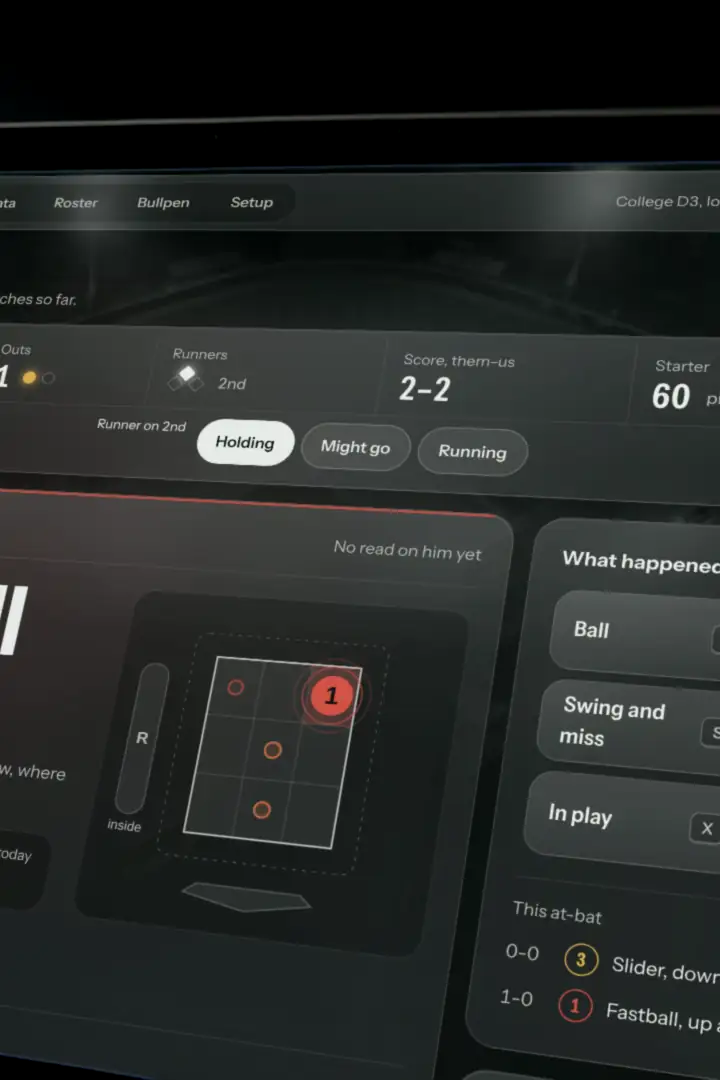 Roster Bullpen Setup College D3,
so far.
Outs
1
Runners
2nd
Score, them–us
2–2
Starter
60
Runner on 2nd Holding Might go Running
No read on him yet
What happened
Ball
Swing and
miss
In play X
1
R
inside
where
today
This at-bat
0–0 3 Slider, down
1–0 1 Fastball, up